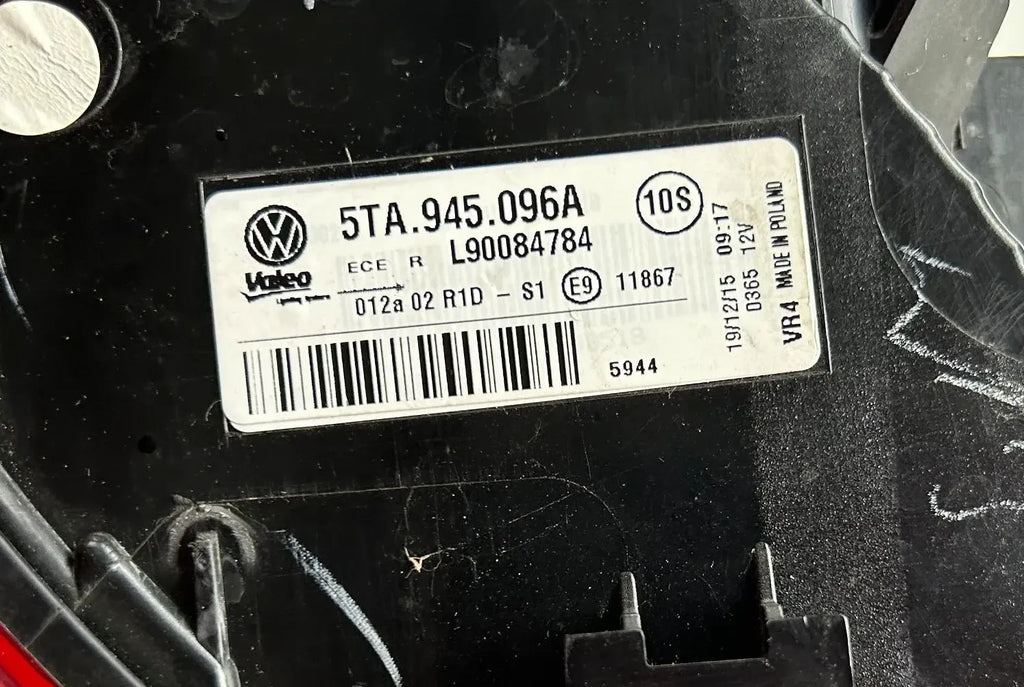 5TA.945.096A
10S
Valeo
ECE R L90084784
012a 02 R1D - S1 E9 11867
5944
19/12/15 09:17
0365 12V
VR4 MADE IN POLAND